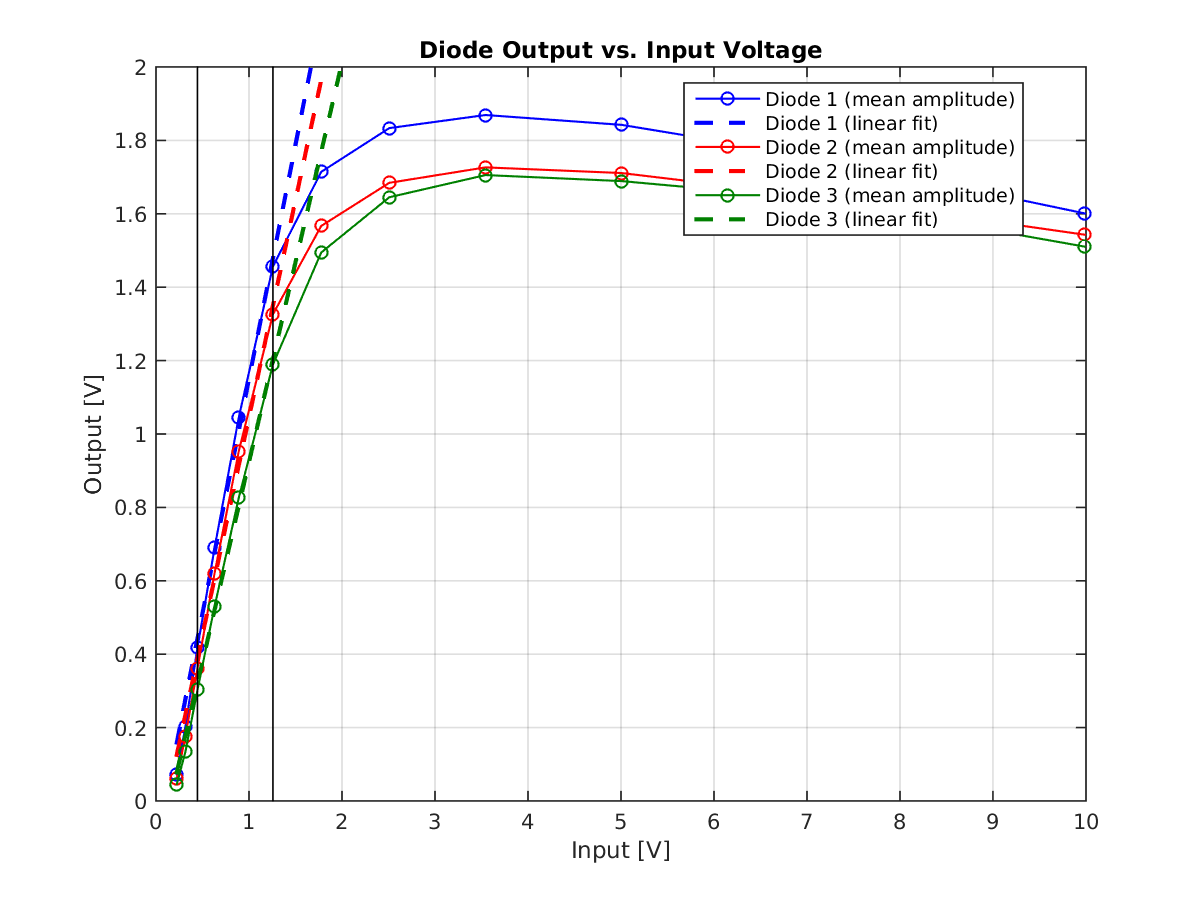 Diode Output vs. Input Voltage
2
1.8
1.6
1.4
1.2
1
0.8
0.6
0.4
0.2
0
Output [V]
Diode 1 (mean amplitude)
Diode 1 (linear fit)
Diode 2 (mean amplitude)
Diode 2 (linear fit)
Diode 3 (mean amplitude)
Diode 3 (linear fit)
0 1 2 3 4 5 6 7 8 9 10
Input [V]